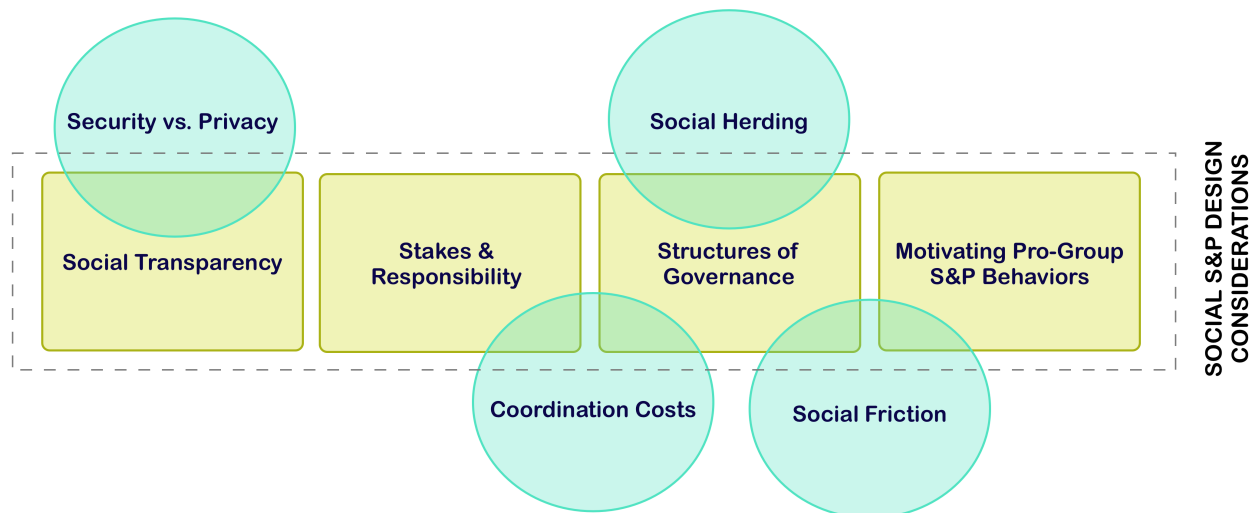 Security vs. Privacy
Social Herding
Social Transparency
Stakes &
Responsibility
Structures of
Governance
Motivating Pro-Group
S&P Behaviors
Coordination Costs
Social Friction
SOCIAL S&P DESIGN
CONSIDERATIONS